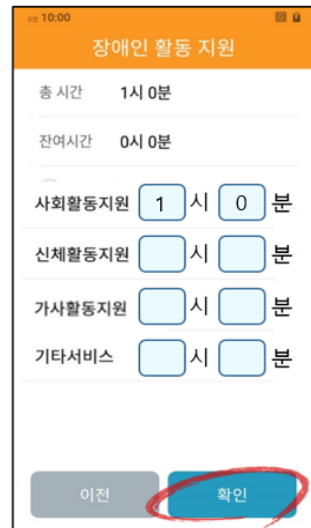 오전 10:00
장애인 활동 지원
총 시간 1시 0분
잔여시간 0시 0분
사회활동지원 1 시 0 분
신체활동지원 시 분
가사활동지원 시 분
기타서비스 시 분
이전 확인